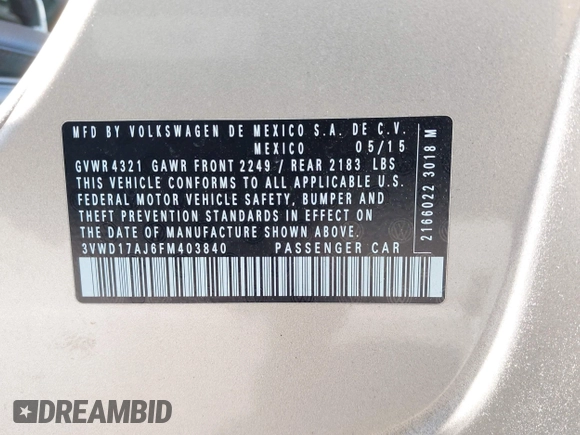 MFD BY VOLKSWAGEN DE MEXICO S.A. DE C.V.
MEXICO 05/15
GVWR 4321 GAWR FRONT 2249 / REAR 2183 LBS
THIS VEHICLE CONFORMS TO ALL APPLICABLE U.S.
FEDERAL MOTOR VEHICLE SAFETY, BUMPER AND
THEFT PREVENTION STANDARDS IN EFFECT ON
THE DATE OF MANUFACTURE SHOWN ABOVE.
3VWD17AJ6FM403840 PASSENGER CAR
2166022 3018 M
DREAMBID